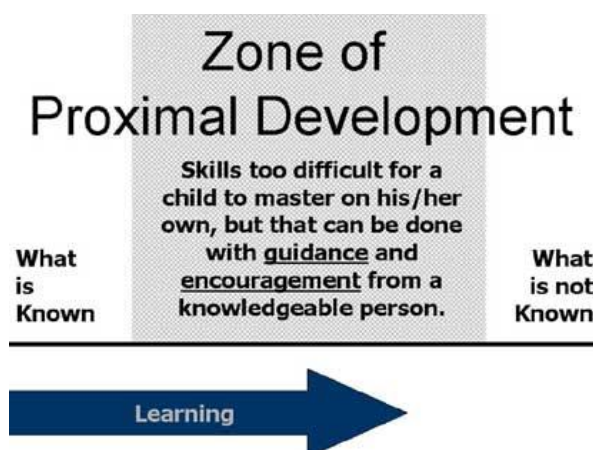 Zone of
Proximal Development
Skills too difficult for a
child to master on his/her
own, but that can be done
with guidance and
encouragement from a
knowledgeable person.
What
is
Known
What
is not
Known
Learning